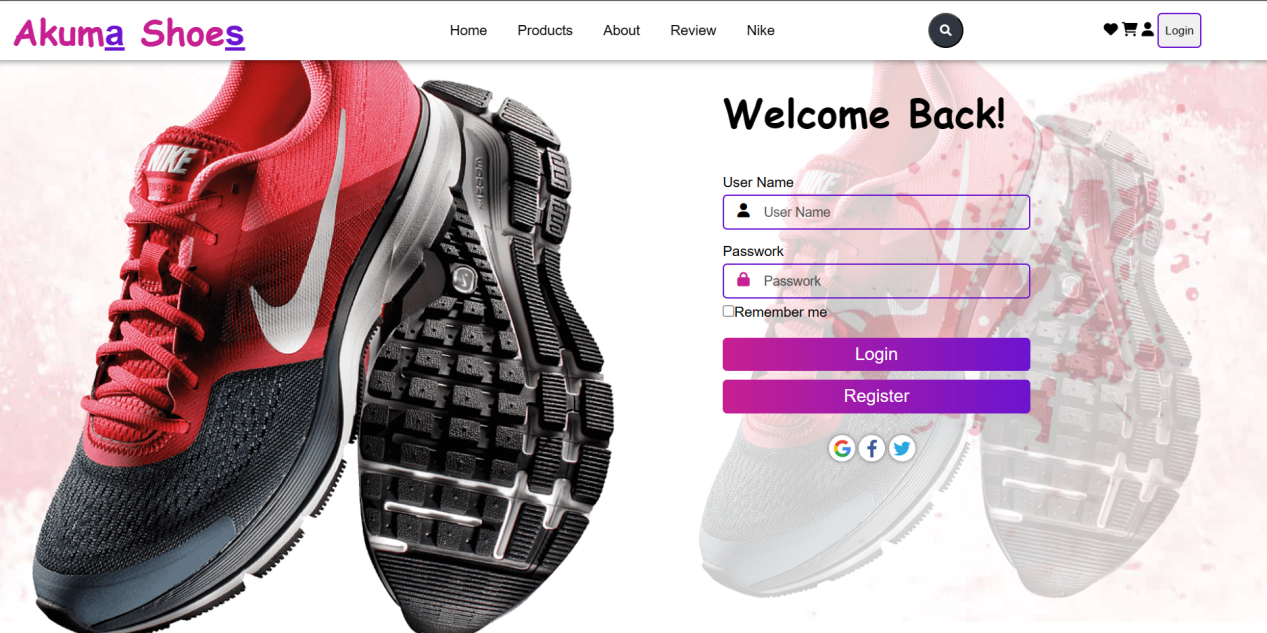 Akuma Shoes
Home Products About Review Nike
Login
NIKE
Welcome Back!
User Name
User Name
Passwork
Passwork
Remember me
Login
Register